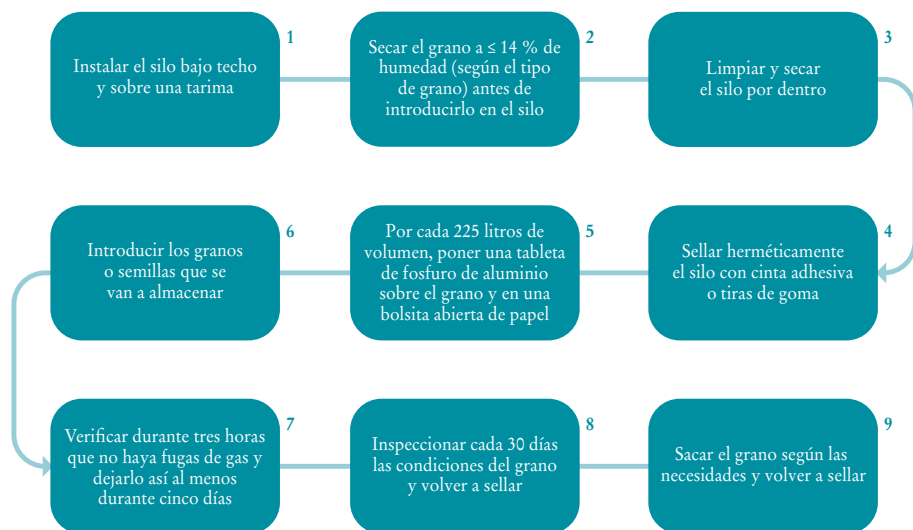 1
Instalar el silo bajo techo
y sobre una tarima
2
Secar el grano a ≤ 14 % de
humedad (según el tipo
de grano) antes de
introducirlo en el silo
3
Limpiar y secar
el silo por dentro
4
Sellar herméticamente
el silo con cinta adhesiva
o tiras de goma
5
Por cada 225 litros de
volumen, poner una tableta
de fosfuro de aluminio
sobre el grano y en una
bolsita abierta de papel
6
Introducir los granos
o semillas que se
van a almacenar
7
Verificar durante tres horas
que no haya fugas de gas y
dejarlo así al menos
durante cinco días
8
Inspeccionar cada 30 días
las condiciones del grano
y volver a sellar
9
Sacar el grano según las
necesidades y volver a sellar